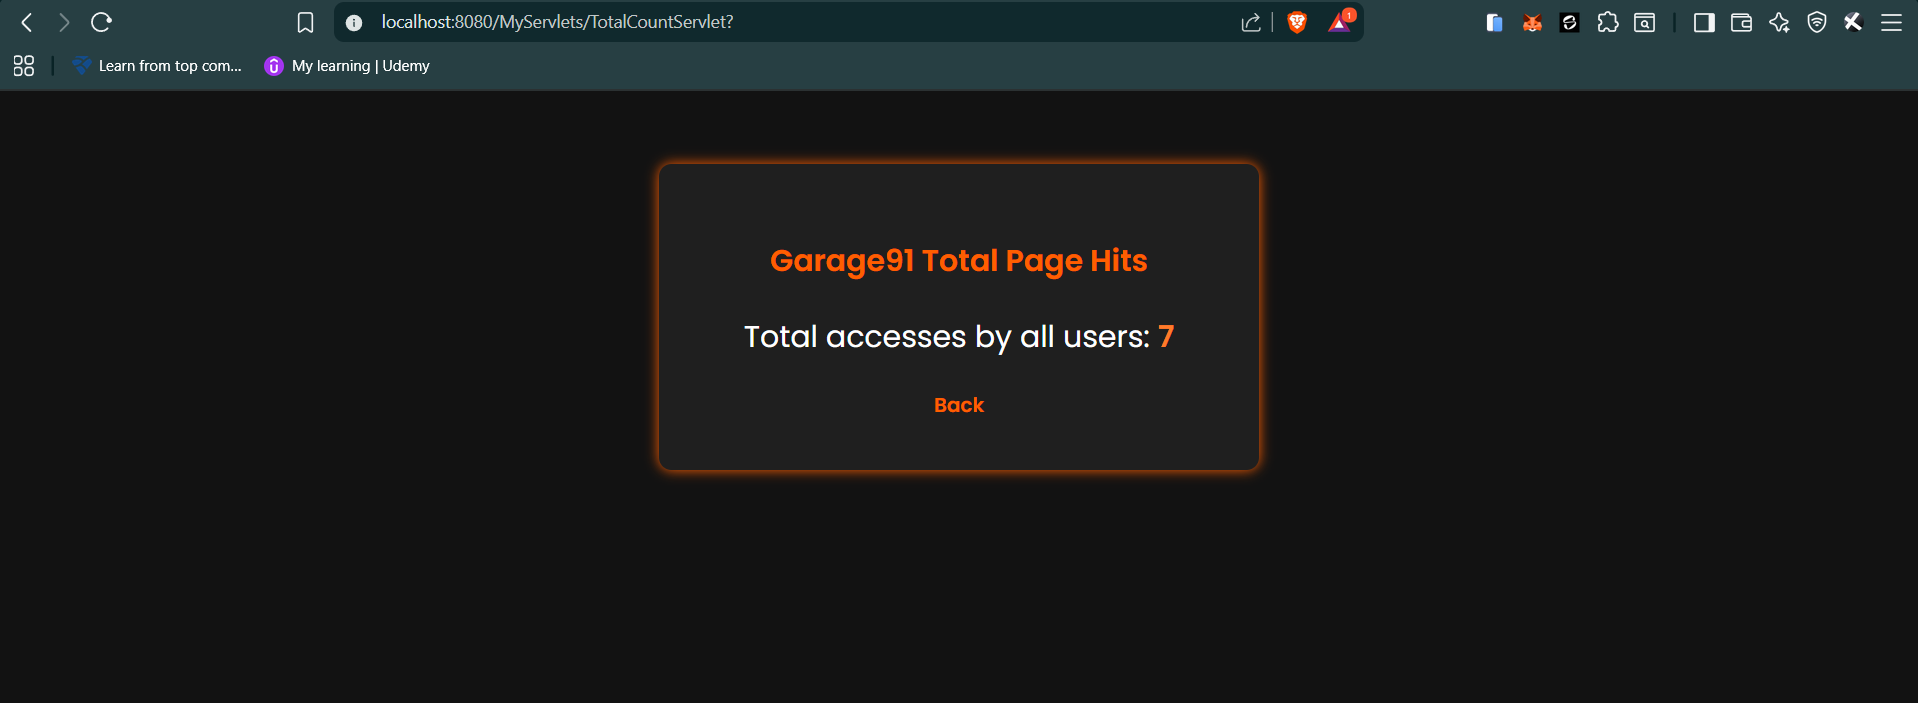 localhost:8080/MyServlets/TotalCountServlet?
1
Learn from top com...
My learning | Udemy
Garage91 Total Page Hits
Total accesses by all users: 7
Back